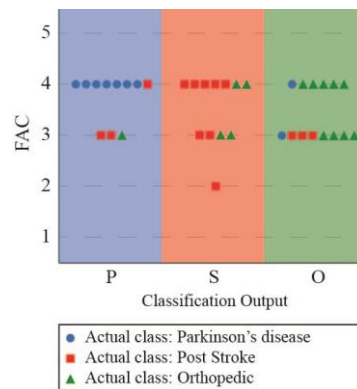 5
4
3
2
1
FAC
P S O
Classification Output
Actual class: Parkinson's disease
Actual class: Post Stroke
Actual class: Orthopedic